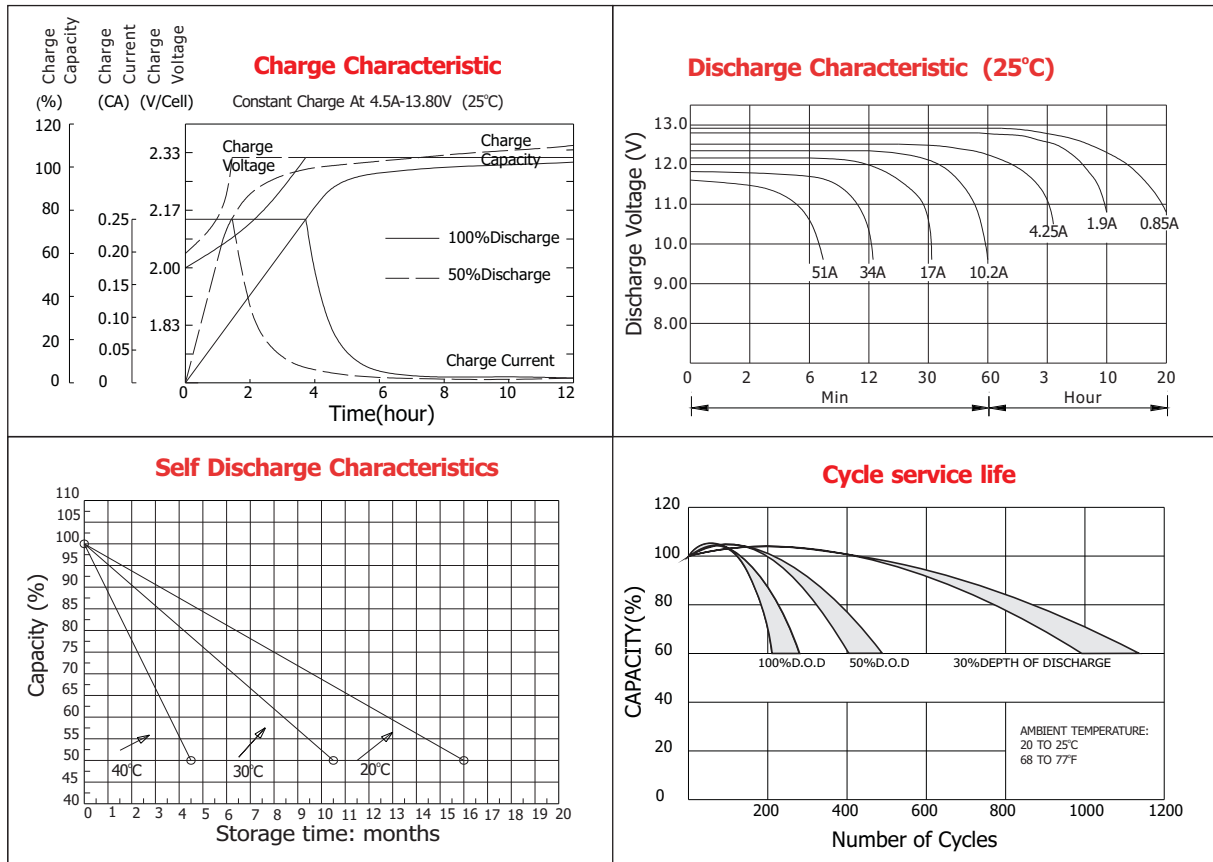 Charge Capacity
Charge Current
Charge Voltage
(%) (CA) (V/Cell)
Charge Characteristic
Constant Charge At 4.5A-13.80V (25°C)
120
100
80
60
40
20
0
0.25
0.20
0.15
0.10
0.05
0
2.33
2.17
2.00
1.83
Charge
Voltage
Charge
Capacity
100%Discharge
50%Discharge
Charge Current
0 2 4 6 8 10 12
Time(hour)
Discharge Characteristic (25°C)
Discharge Voltage (V)
13.0
12.0
11.0
10.0
9.00
8.00
51A 34A 17A 10.2A 4.25A 1.9A 0.85A
0 2 6 12 30 60 3 10 20
Min Hour
Self Discharge Characteristics
Capacity (%)
110
105
100
95
90
85
80
75
70
65
60
55
50
45
40
40°C 30°C 20°C
0 1 2 3 4 5 6 7 8 9 10 11 12 13 14 15 16 17 18 19 20
Storage time: months
Cycle service life
CAPACITY(%)
120
100
80
60
40
20
0
100%D.O.D 50%D.O.D 30%DEPTH OF DISCHARGE
AMBIENT TEMPERATURE:
20 TO 25°C
68 TO 77°F
200 400 600 800 1000 1200
Number of Cycles